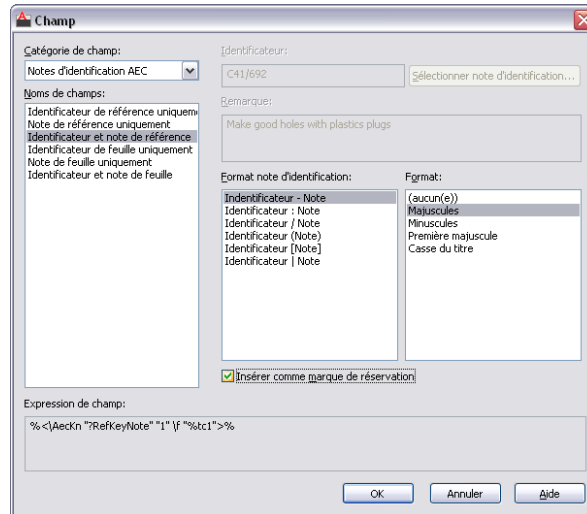 Champ
Catégorie de champ:
Notes d'identification AEC
Noms de champs:
Identificateur de référence uniquem
Note de référence uniquement
Identificateur et note de référence
Identificateur de feuille uniquement
Note de feuille uniquement
Identificateur et note de feuille
Identificateur:
C41/692
Sélectionner note d'identification...
Remarque:
Make good holes with plastics plugs
Format note d'identification:
Indentificateur - Note
Identificateur : Note
Identificateur / Note
Identificateur (Note)
Identificateur [Note]
Identificateur | Note
Format:
(aucun(e))
Majuscules
Minuscules
Première majuscule
Casse du titre
Insérer comme marque de réservation
Expression de champ:
%<\AecKn "?RefKeyNote" "1" \f "%tc1">%
OK
Annuler
Aide